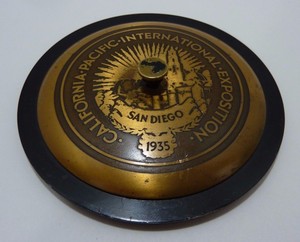 CALIFORNIA·PACIFIC·INTERNATIONAL·EXPOSITION
SAN DIEGO
1935